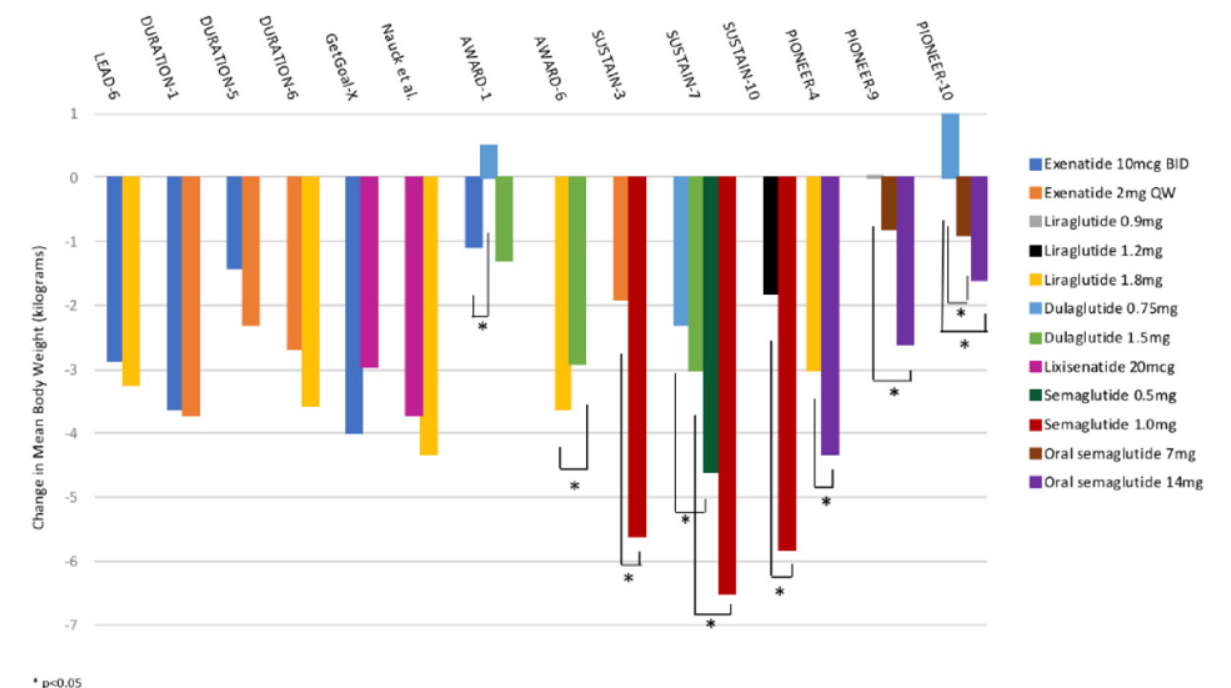 LEAD-6
DURATION-1
DURATION-5
DURATION-6
GetGoal-X
Nauck et al.
AWARD-1
AWARD-6
SUSTAIN-3
SUSTAIN-7
SUSTAIN-10
PIONEER-4
PIONEER-9
PIONEER-10
Change in Mean Body Weight (kilograms)
1
0
-1
-2
-3
-4
-5
-6
-7
*
*
*
*
*
*
*
*
*
*
Exenatide 10mcg BID
Exenatide 2mg QW
Liraglutide 0.9mg
Liraglutide 1.2mg
Liraglutide 1.8mg
Dulaglutide 0.75mg
Dulaglutide 1.5mg
Lixisenatide 20mcg
Semaglutide 0.5mg
Semaglutide 1.0mg
Oral semaglutide 7mg
Oral semaglutide 14mg
* p<0.05